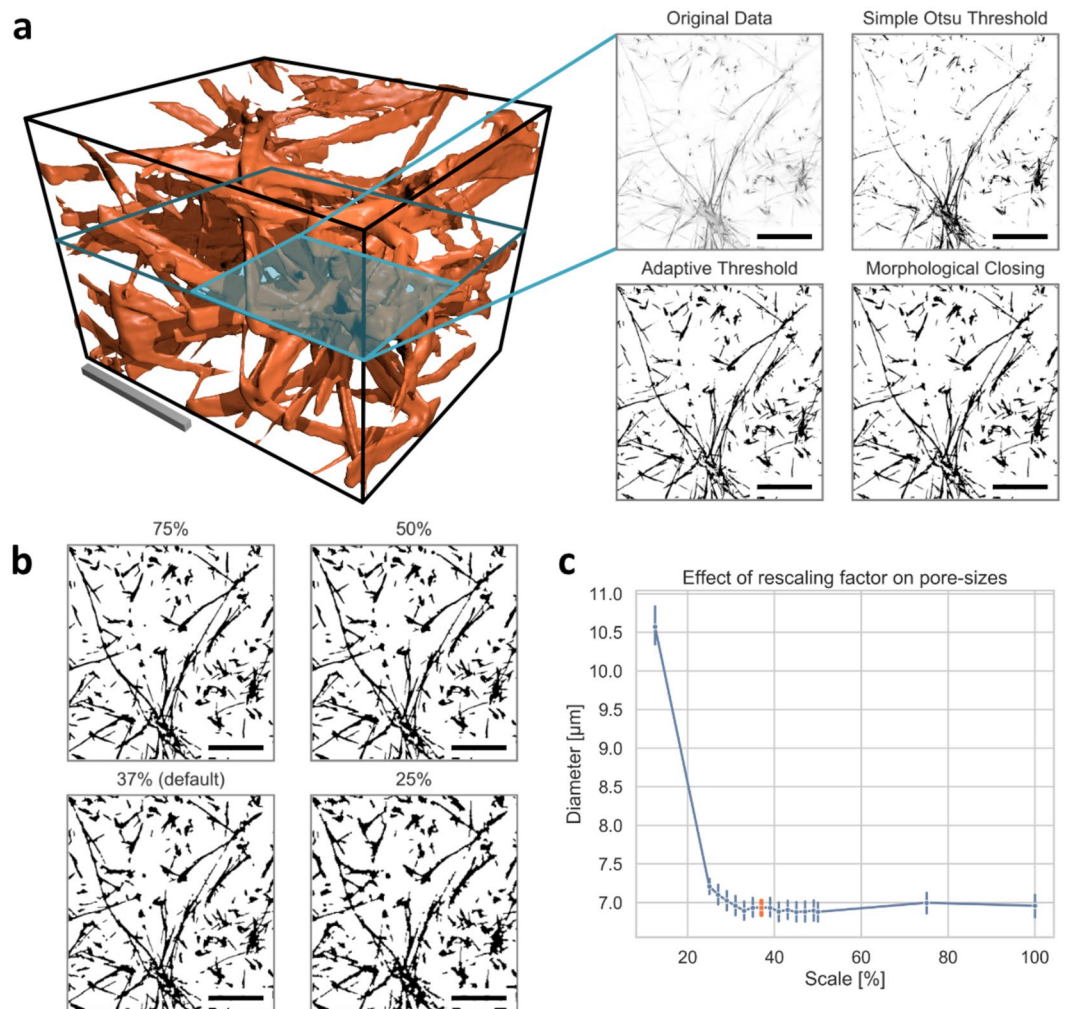 a
Original Data
Simple Otsu Threshold
Adaptive Threshold
Morphological Closing
b
75%
50%
37% (default)
25%
c
Effect of rescaling factor on pore-sizes
11.0
10.5
10.0
9.5
9.0
8.5
8.0
7.5
7.0
Diameter [μm]
20
40
60
80
100
Scale [%]